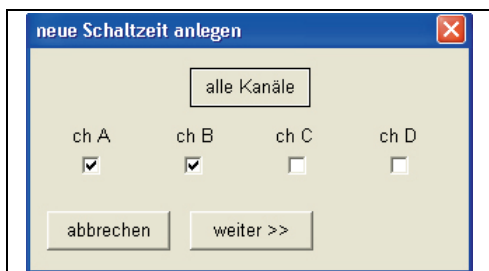 neue Schaltzeit anlegen
alle Kanäle
ch A ch B ch C ch D
abbrechen weiter >>